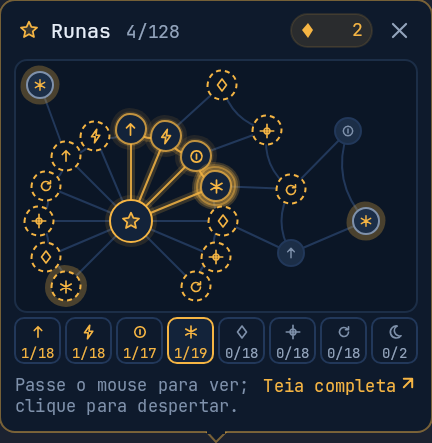 Runas 4/128 2
1/18 1/18 1/17 1/19 0/18 0/18 0/18 0/2
Passe o mouse para ver; Teia completa
clique para despertar.